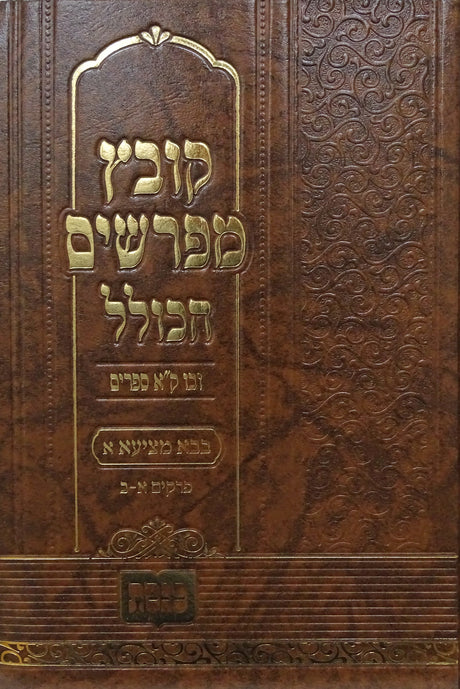 קובץ
מפרשים
הכולל
ובו ק"א ספרים
בבא מציעא א
פרקים א-ב